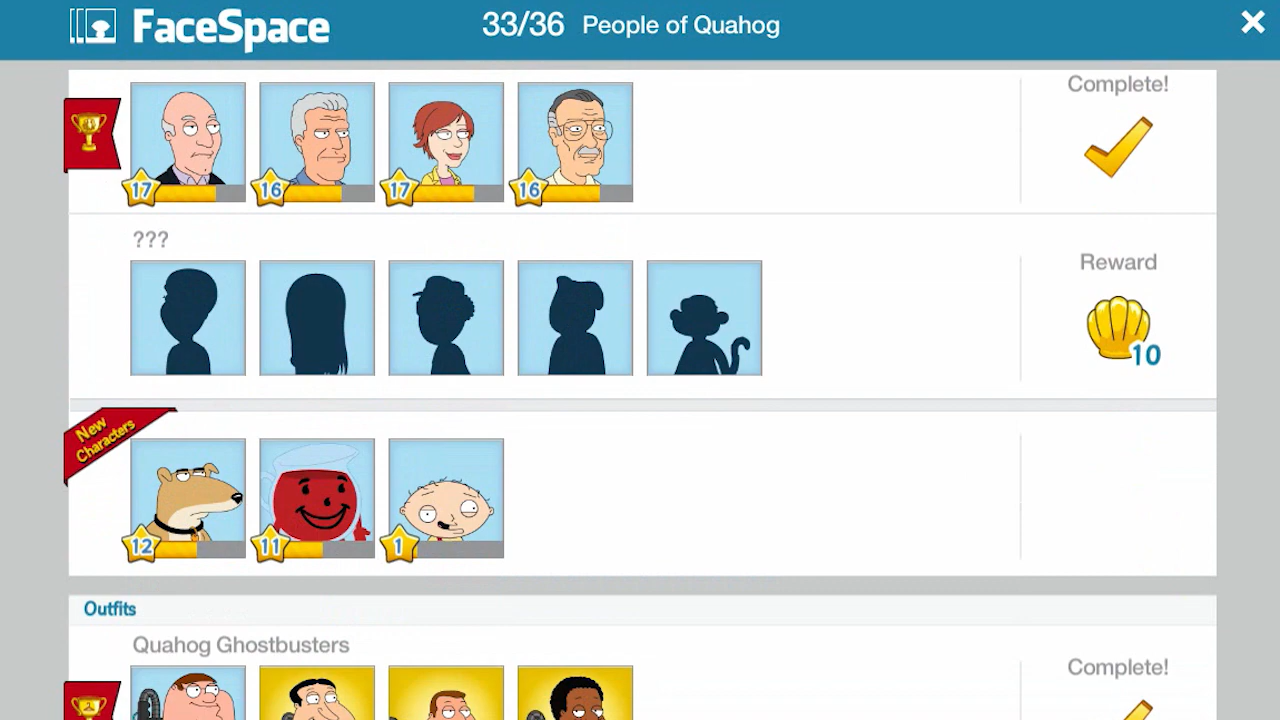 FaceSpace
33/36 People of Quahog
Complete!
17
16
17
16
???
Reward
10
New
Characters
12
11
1
Outfits
Quahog Ghostbusters
Complete!